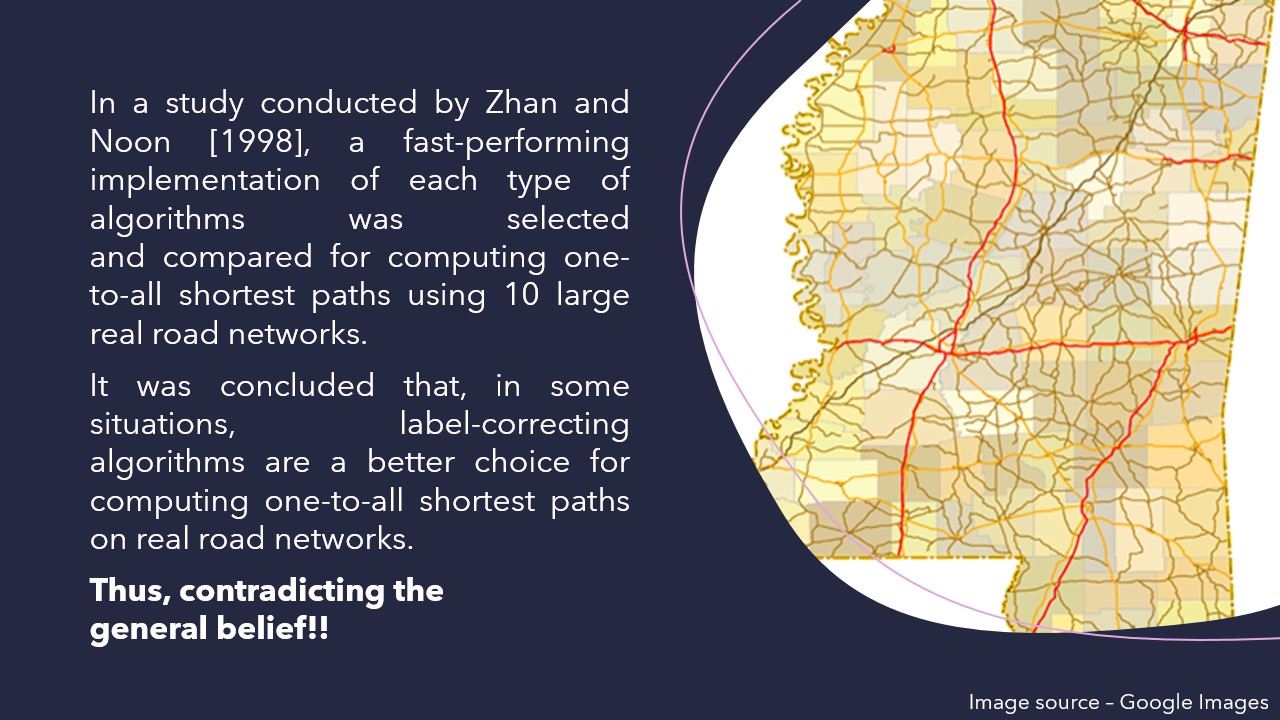 In a study conducted by Zhan and
Noon [1998], a fast-performing
implementation of each type of
algorithms was selected
and compared for computing one-
to-all shortest paths using 10 large
real road networks.
It was concluded that, in some
situations, label-correcting
algorithms are a better choice for
computing one-to-all shortest paths
on real road networks.
Thus, contradicting the
general belief!!
Image source – Google Images